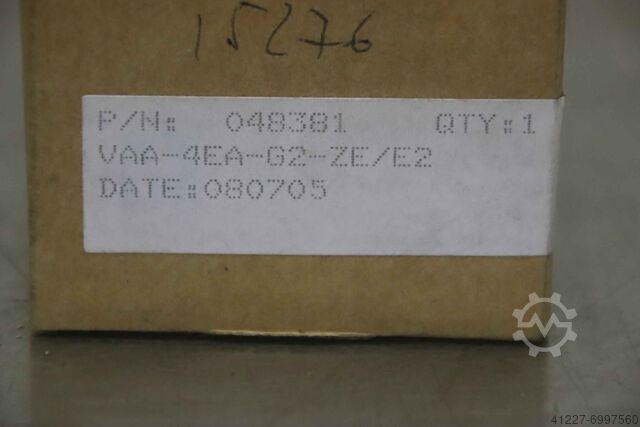 15276
P/N: 048381 QTY:1
VAA-4EA-G2-ZE/E2
DATE:080705
41227-6997560